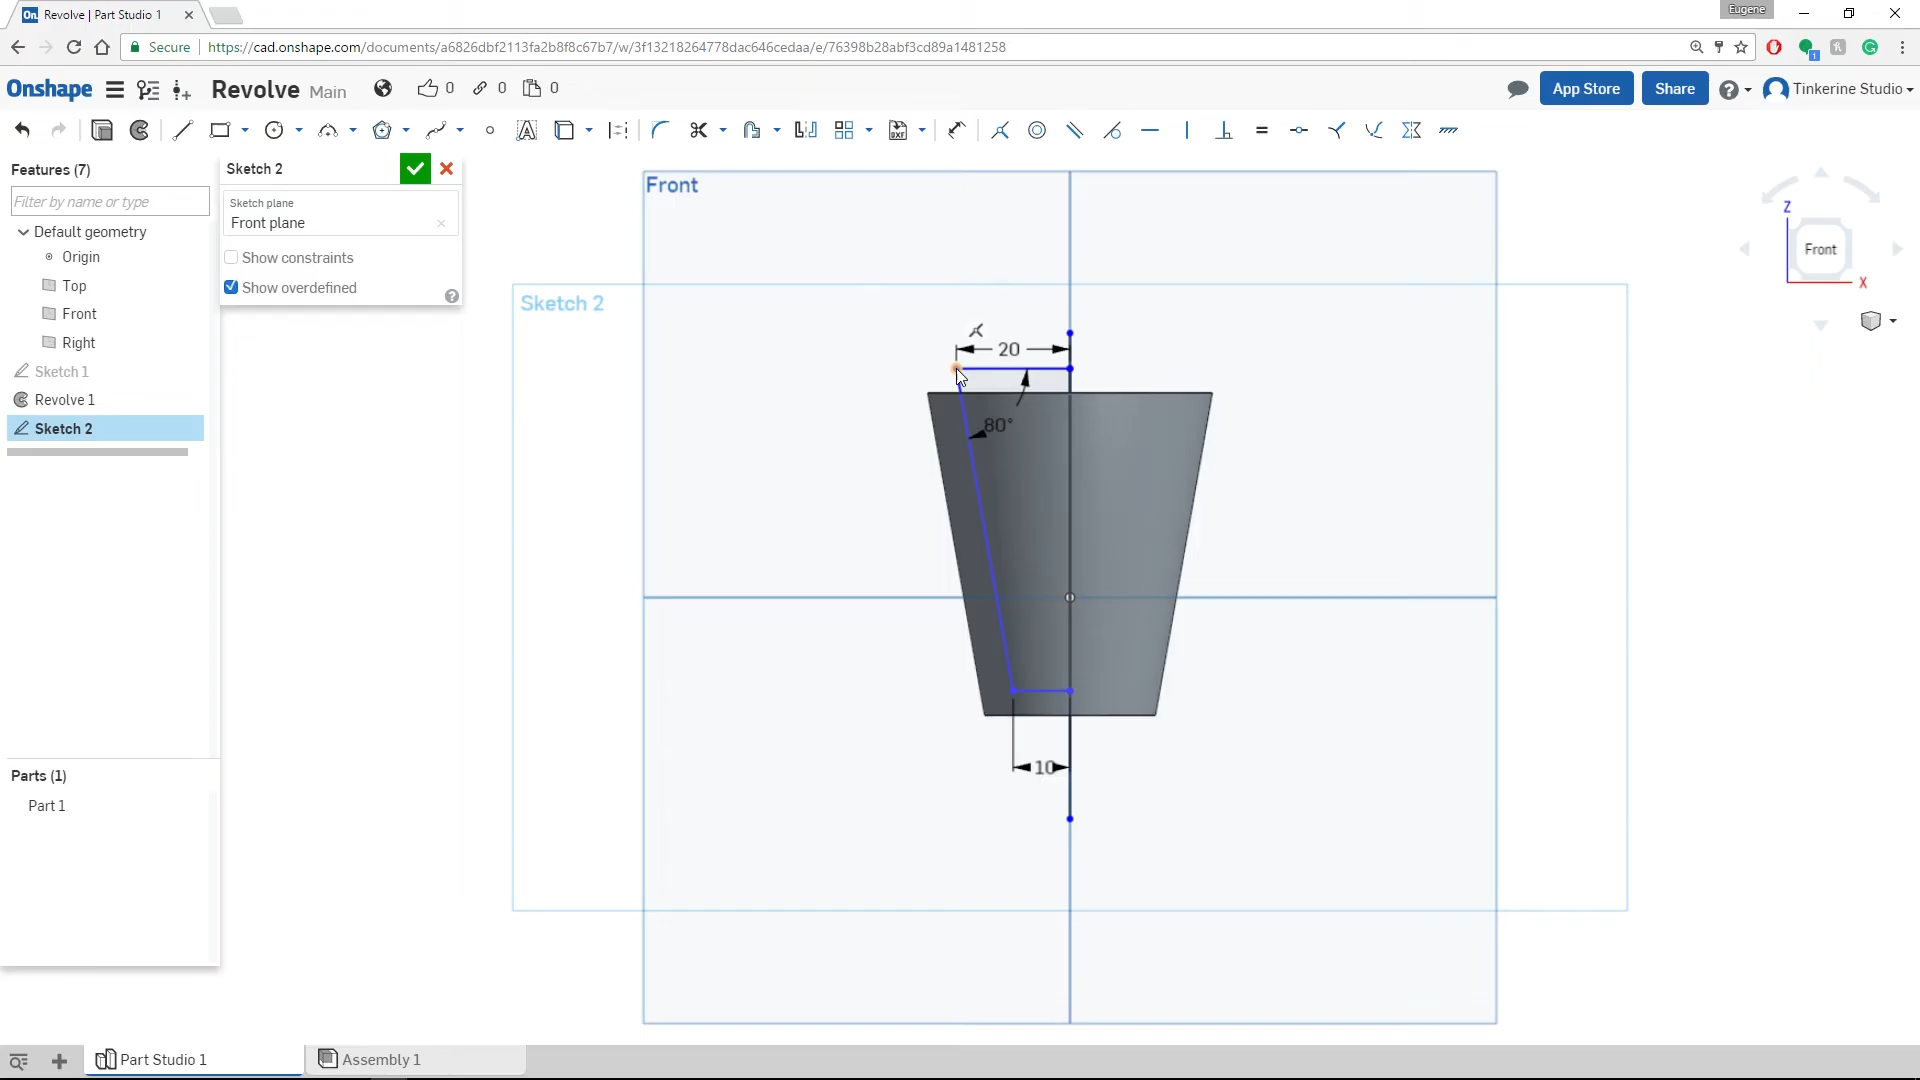 Revolve | Part Studio 1
Eugene
Secure
https://cad.onshape.com/documents/a6826dbf2113fa2b8f8c67b7/w/3f13218264778dac646cedaa/e/76398b28abf3cd89a1481258
1
Onshape
Revolve Main
0 0 0
App Store
Share
Tinkerine Studio
Features (7)
Filter by name or type
Default geometry
Origin
Top
Front
Right
Sketch 1
Revolve 1
Sketch 2
Sketch 2
Sketch plane
Front plane
Show constraints
Show overdefined
Front
Sketch 2
20
80°
10
Z
Front
X
Parts (1)
Part 1
Part Studio 1
Assembly 1